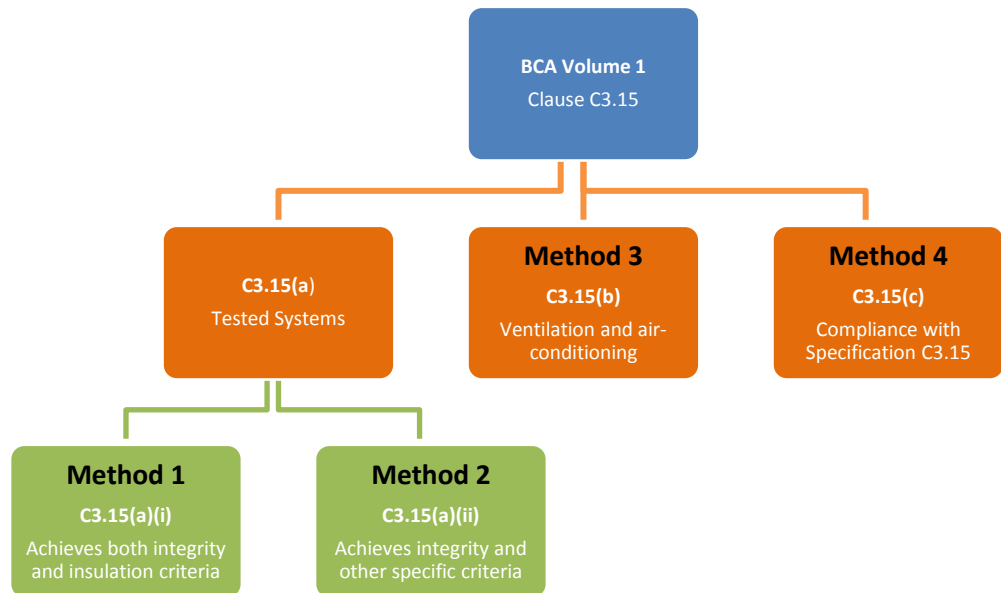 BCA Volume 1
Clause C3.15
C3.15(a)
Tested Systems
Method 3
C3.15(b)
Ventilation and air-
conditioning
Method 4
C3.15(c)
Compliance with
Specification C3.15
Method 1
C3.15(a)(i)
Achieves both integrity
and insulation criteria
Method 2
C3.15(a)(ii)
Achieves integrity and
other specific criteria